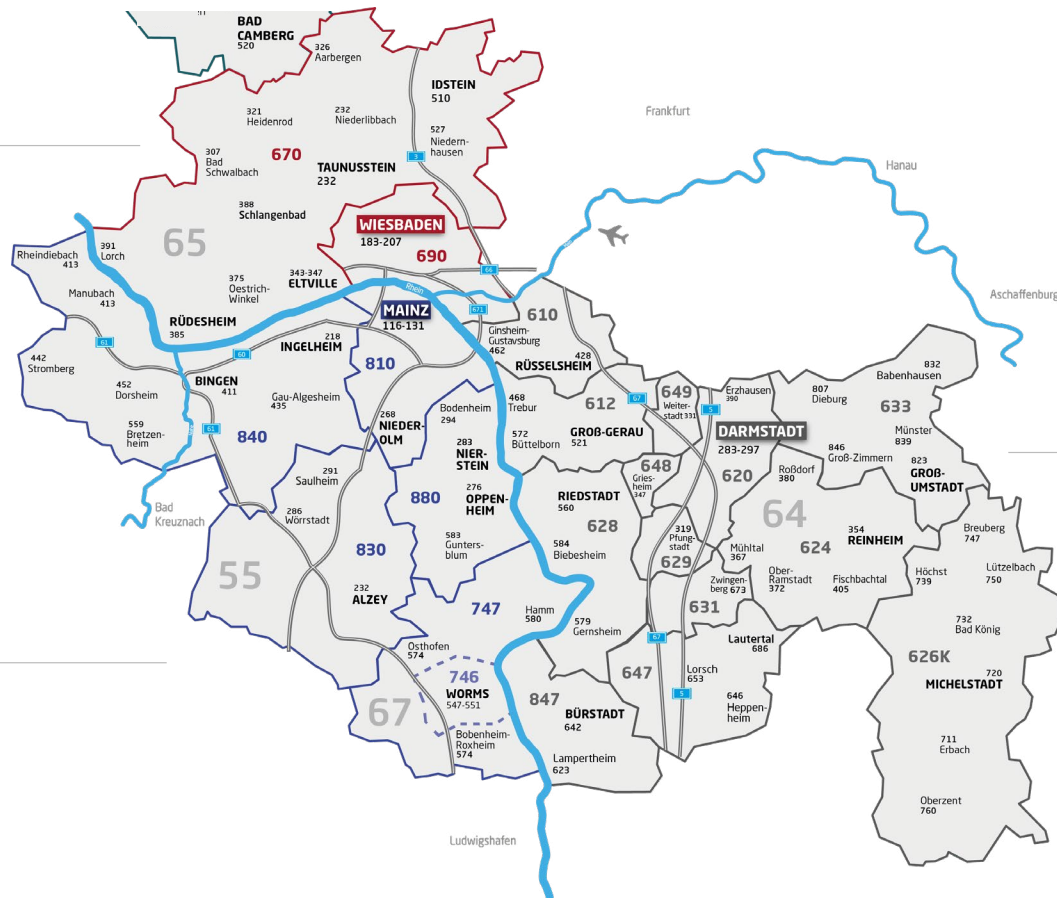 BAD
CAMBERG
520
326
Aarbergen
IDSTEIN
510
321
Heidenrod
232
Niederlibbach
527
Niedern-
hausen
307
Bad
Schwalbach
670
TAUNUSSTEIN
232
3
388
Schlangenbad
WIESBADEN
183-207
690
65
Frankfurt
Hanau
Aschaffenburg
Rheindiebach
413
391
Lorch
Manubach
413
375
Oestrich-
Winkel
343-347
ELTVILLE
66
Rhein
RÜDESHEIM
385
MAINZ
116-131
671
610
Ginsheim-
Gustavsburg
462
218
INGELHEIM
61
60
810
428
RÜSSELSHEIM
442
Stromberg
452
Dorsheim
BINGEN
411
Gau-Algesheim
435
559
Bretzen-
heim
61
840
268
NIEDER-
OLM
Bodenheim
294
283
NIER-
STEIN
468
Trebur
572
Büttelborn
612
GROß-GERAU
521
67
649
Weiter-
stadt 331
5
Erzhausen
390
DARMSTADT
283-297
620
807
Dieburg
832
Babenhausen
633
Münster
839
846
Groß-Zimmern
823
GROß-
UMSTADT
648
Gries-
heim
347
Roßdorf
380
291
Saulheim
286
Wörrstadt
880
276
OPPEN-
HEIM
RIEDSTADT
560
628
Bad
Kreuznach
583
Gunters-
blum
584
Biebesheim
319
Pfung-
stadt
629
Mühltal
367
64
624
354
REINHEIM
Breuberg
747
Ober-
Ramstadt
372
Fischbachtal
405
Höchst
739
Lützelbach
750
55
830
232
ALZEY
747
Hamm
580
579
Gernsheim
Zwingen-
berg 673
631
67
Lautertal
686
732
Bad König
626K
720
MICHELSTADT
Osthofen
574
746
WORMS
547-551
67
847
BÜRSTADT
642
647
Lorsch
653
5
646
Heppen-
heim
Bobenheim-
Roxheim
574
Lampertheim
623
711
Erbach
Oberzent
760
Ludwigshafen